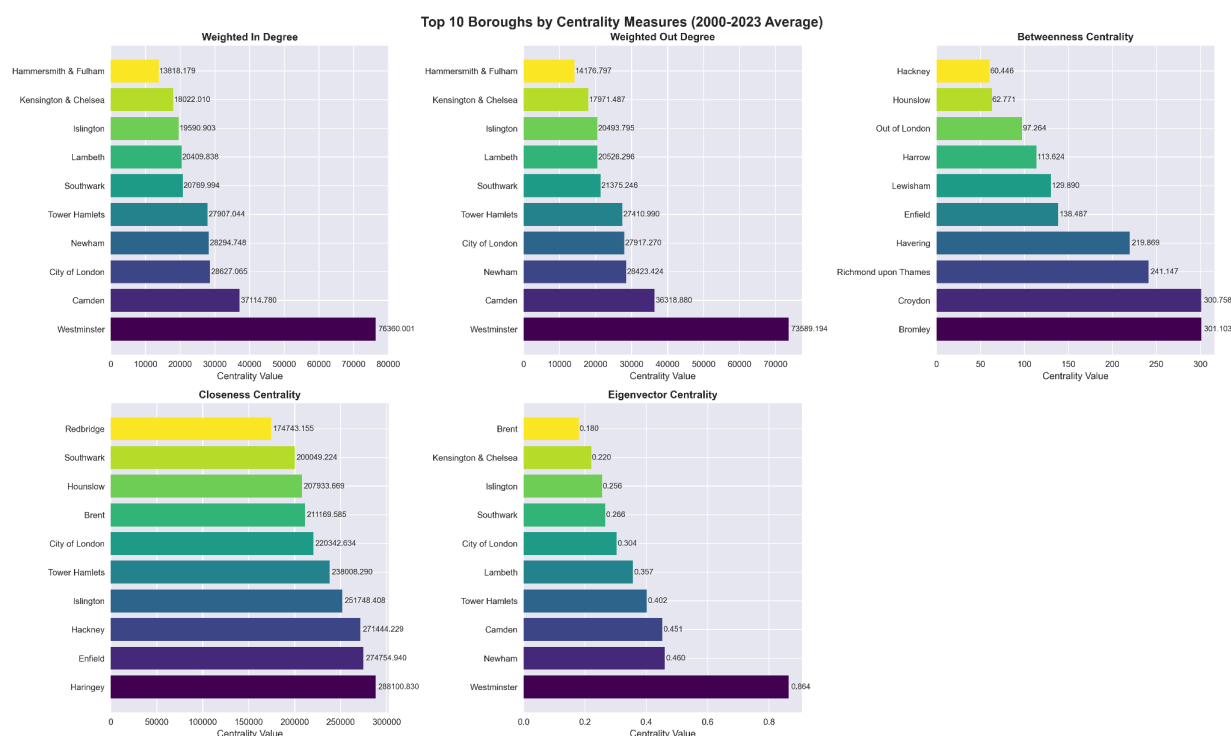 Top 10 Boroughs by Centrality Measures (2000-2023 Average)
Weighted In Degree
Hammersmith & Fulham 13818.179
Kensington & Chelsea 18022.010
Islington 19590.903
Lambeth 20409.838
Southwark 20769.994
Tower Hamlets 27907.044
Newham 28294.748
City of London 28627.065
Camden 37114.780
Westminster 76360.001
0 10000 20000 30000 40000 50000 60000 70000 80000
Centrality Value
Weighted Out Degree
Hammersmith & Fulham 14176.797
Kensington & Chelsea 17971.487
Islington 20493.795
Lambeth 20526.296
Southwark 21375.246
Tower Hamlets 27410.990
City of London 27917.270
Newham 28423.424
Camden 36318.880
Westminster 73589.194
0 10000 20000 30000 40000 50000 60000 70000
Centrality Value
Betweenness Centrality
Hackney 60.446
Hounslow 62.771
Out of London 97.264
Harrow 113.624
Lewisham 129.890
Enfield 138.487
Havering 219.869
Richmond upon Thames 241.147
Croydon 300.758
Bromley 301.103
0 50 100 150 200 250 300
Centrality Value
Closeness Centrality
Redbridge 174743.155
Southwark 200049.224
Hounslow 207933.669
Brent 211169.585
City of London 220342.634
Tower Hamlets 238008.290
Islington 251748.408
Hackney 271444.229
Enfield 274754.940
Haringey 288100.830
0 50000 100000 150000 200000 250000 300000
Centrality Value
Eigenvector Centrality
Brent 0.180
Kensington & Chelsea 0.220
Islington 0.256
Southwark 0.266
City of London 0.304
Lambeth 0.357
Tower Hamlets 0.402
Camden 0.451
Newham 0.460
Westminster 0.864
0.0 0.2 0.4 0.6 0.8
Centrality Value